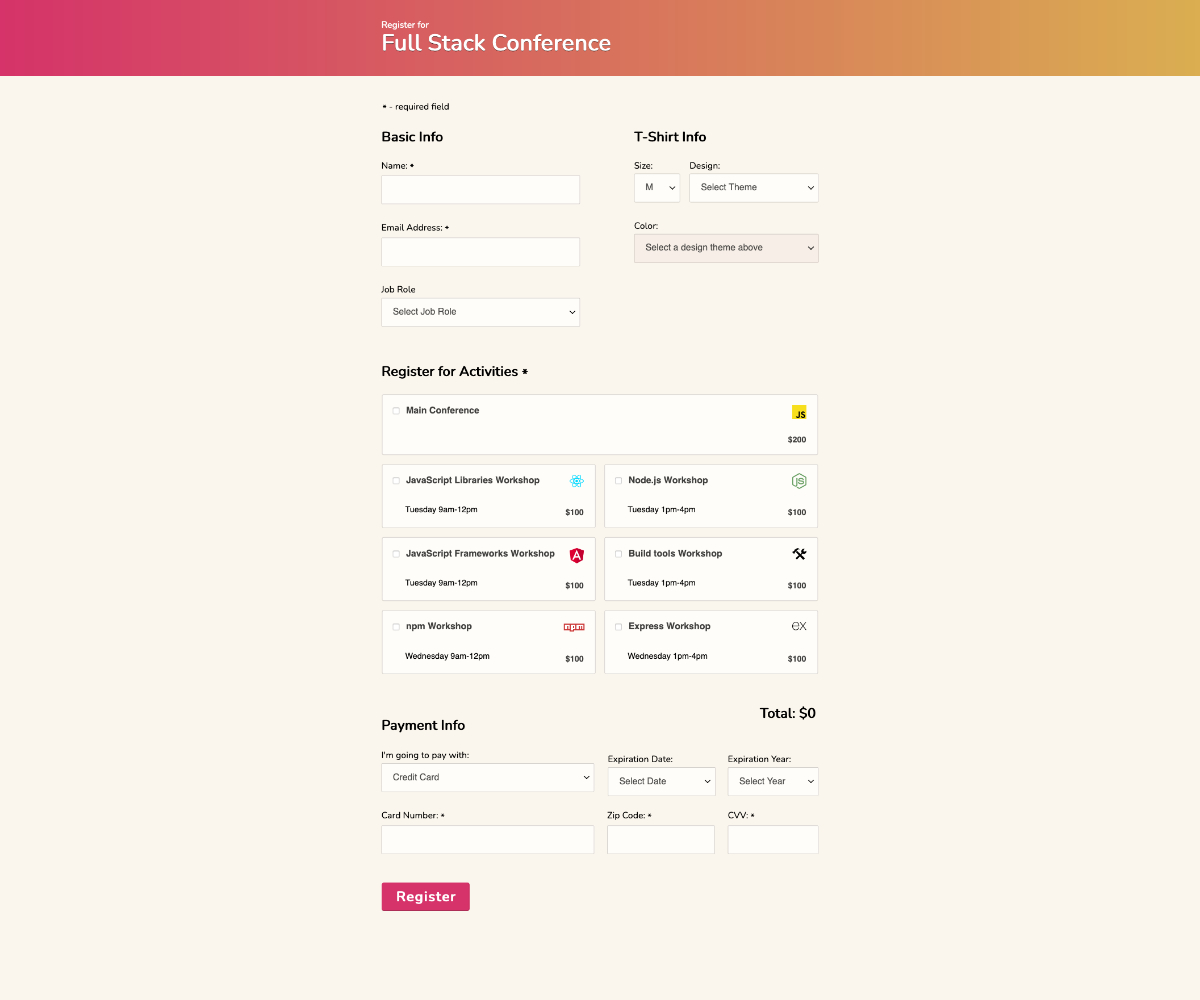 Register for
Full Stack Conference
* - required field
Basic Info
Name: *
Email Address: *
Job Role
Select Job Role
T-Shirt Info
Size:
Design:
M
Select Theme
Color:
Select a design theme above
Register for Activities *
Main Conference
JS
$200
JavaScript Libraries Workshop
Tuesday 9am-12pm
$100
Node.js Workshop
JS
Tuesday 1pm-4pm
$100
JavaScript Frameworks Workshop
A
Tuesday 9am-12pm
$100
Build tools Workshop
Tuesday 1pm-4pm
$100
npm Workshop
npm
Wednesday 9am-12pm
$100
Express Workshop
ex
Wednesday 1pm-4pm
$100
Total: $0
Payment Info
I'm going to pay with:
Credit Card
Expiration Date:
Select Date
Expiration Year:
Select Year
Card Number: *
Zip Code: *
CVV: *
Register